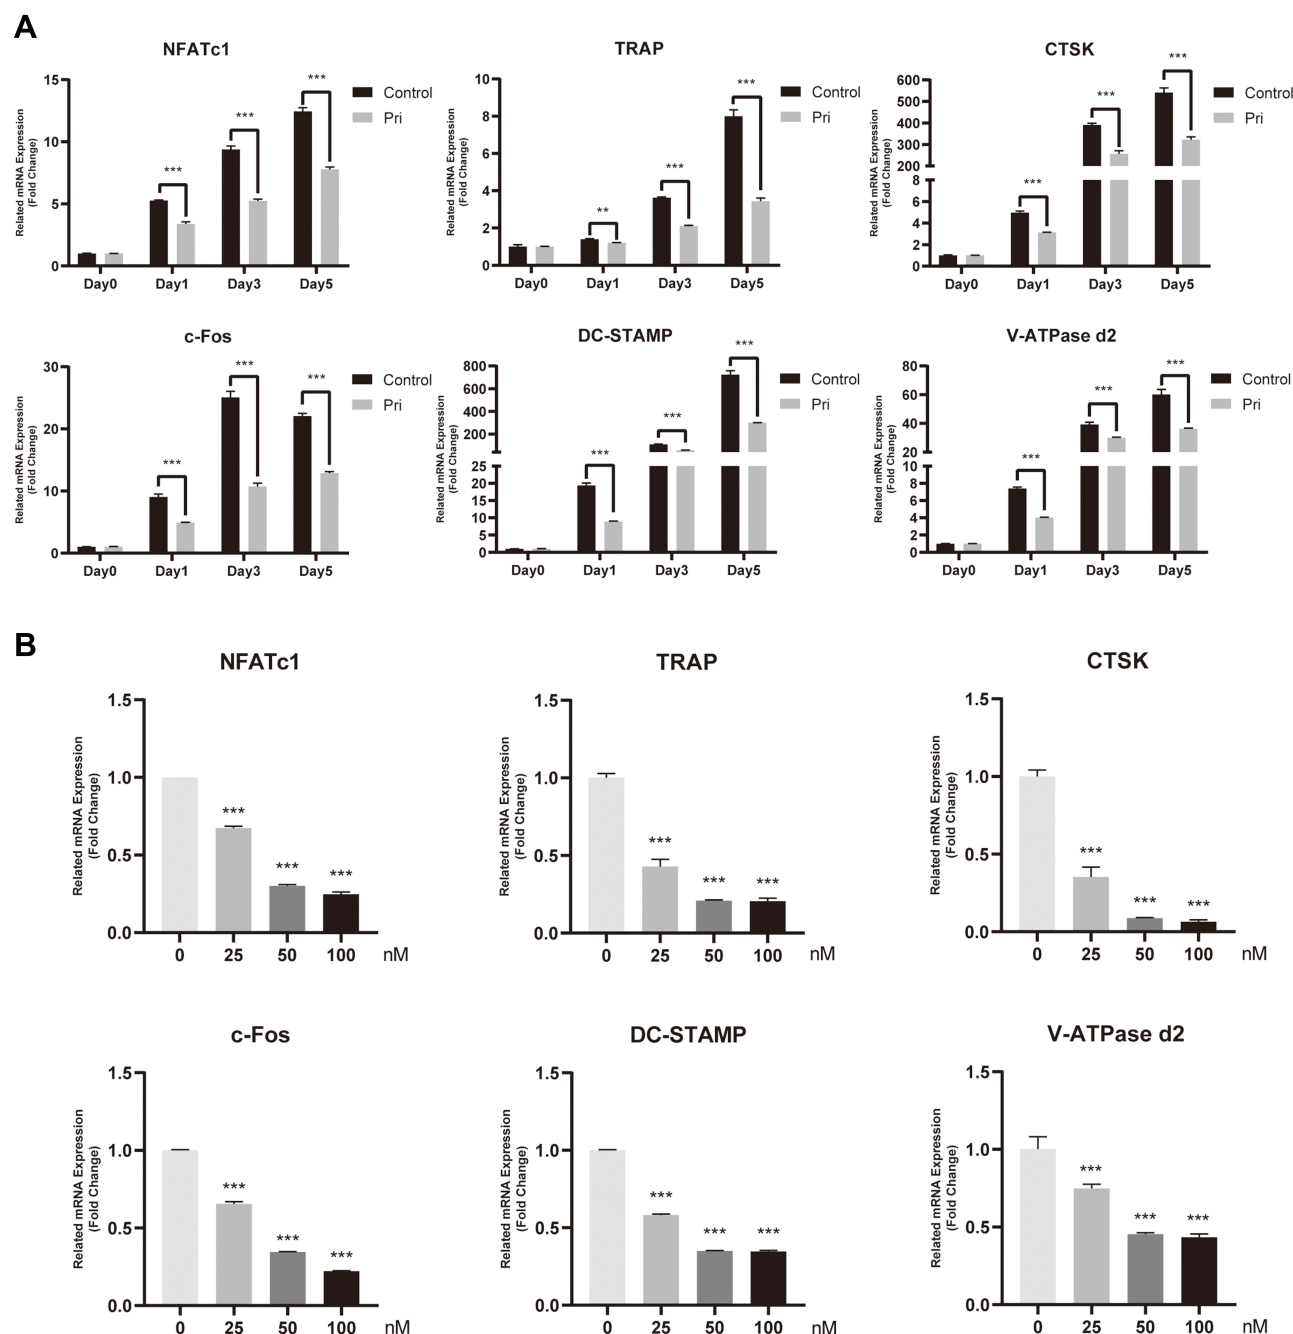 A
NFATc1
Related mRNA Expression
(Fold Change)
15
10
5
0
***
***
***
Day0 Day1 Day3 Day5
Control
Pri
TRAP
Related mRNA Expression
(Fold Change)
10
8
6
4
2
0
**
***
***
Day0 Day1 Day3 Day5
Control
Pri
CTSK
Related mRNA Expression
(Fold Change)
600
500
400
300
200
8
6
4
2
0
***
***
***
Day0 Day1 Day3 Day5
Control
Pri
c-Fos
Related mRNA Expression
(Fold Change)
30
20
10
0
***
***
***
Day0 Day1 Day3 Day5
Control
Pri
DC-STAMP
Related mRNA Expression
(Fold Change)
800
600
400
200
25
20
15
10
5
0
***
***
***
Day0 Day1 Day3 Day5
Control
Pri
V-ATPase d2
Related mRNA Expression
(Fold Change)
80
60
40
20
10
8
6
4
2
0
***
***
***
Day0 Day1 Day3 Day5
Control
Pri
B
NFATc1
Related mRNA Expression
(Fold Change)
1.5
1.0
0.5
0.0
***
***
***
0 25 50 100 nM
TRAP
Related mRNA Expression
(Fold Change)
1.5
1.0
0.5
0.0
***
***
***
0 25 50 100 nM
CTSK
Related mRNA Expression
(Fold Change)
1.5
1.0
0.5
0.0
***
***
***
0 25 50 100 nM
c-Fos
Related mRNA Expression
(Fold Change)
1.5
1.0
0.5
0.0
***
***
***
0 25 50 100 nM
DC-STAMP
Related mRNA Expression
(Fold Change)
1.5
1.0
0.5
0.0
***
***
***
0 25 50 100 nM
V-ATPase d2
Related mRNA Expression
(Fold Change)
1.5
1.0
0.5
0.0
***
***
***
0 25 50 100 nM